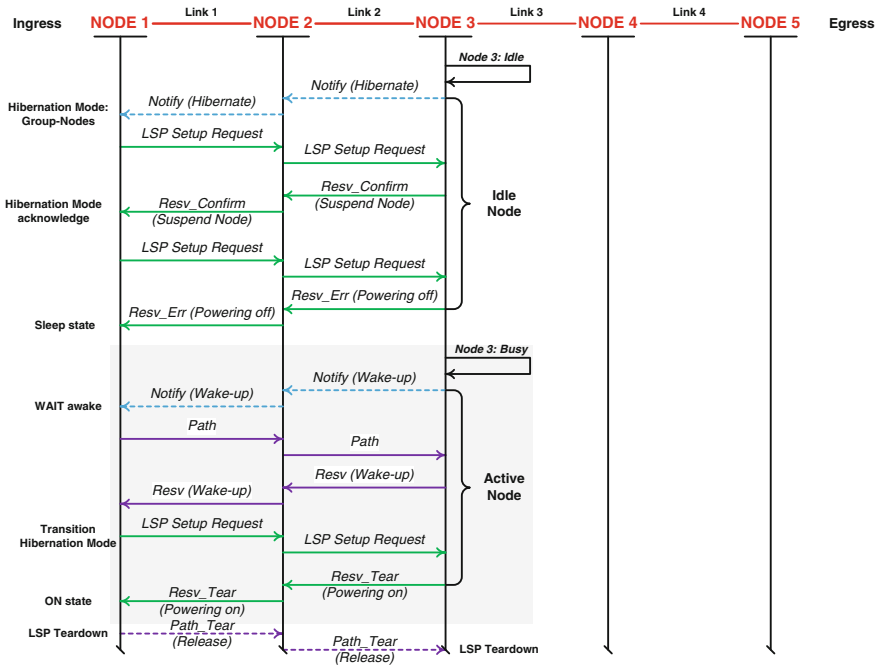 Ingress
NODE 1
Link 1
NODE 2
Link 2
NODE 3
Link 3
NODE 4
Link 4
NODE 5
Egress
Node 3: Idle
Notify (Hibernate)
Hibernation Mode:
Group-Nodes
Notify (Hibernate)
LSP Setup Request
LSP Setup Request
Resv_Confirm
(Suspend Node)
Idle
Node
Hibernation Mode
acknowledge
Resv_Confirm
(Suspend Node)
LSP Setup Request
LSP Setup Request
Resv_Err (Powering off)
Resv_Err (Powering off)
Sleep state
Node 3: Busy
Notify (Wake-up)
Notify (Wake-up)
WAIT awake
Path
Path
Resv (Wake-up)
Active
Node
Resv (Wake-up)
Transition
Hibernation Mode
LSP Setup Request
LSP Setup Request
Resv_Tear
(Powering on)
ON state
Resv_Tear
(Powering on)
LSP Teardown
Path_Tear
(Release)
Path_Tear
(Release)
LSP Teardown